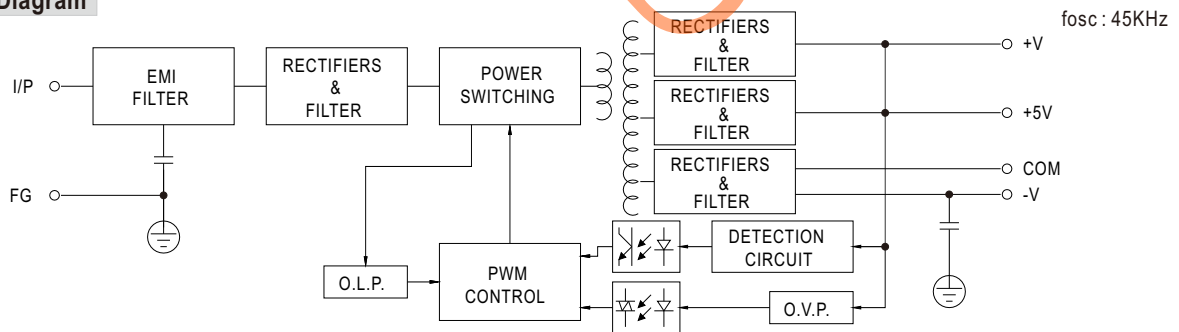 Diagram
fosc : 45KHz
I/P
EMI
FILTER
RECTIFIERS
&
FILTER
POWER
SWITCHING
RECTIFIERS
&
FILTER
+V
RECTIFIERS
&
FILTER
+5V
RECTIFIERS
&
FILTER
COM
-V
FG
O.L.P.
PWM
CONTROL
DETECTION
CIRCUIT
O.V.P.